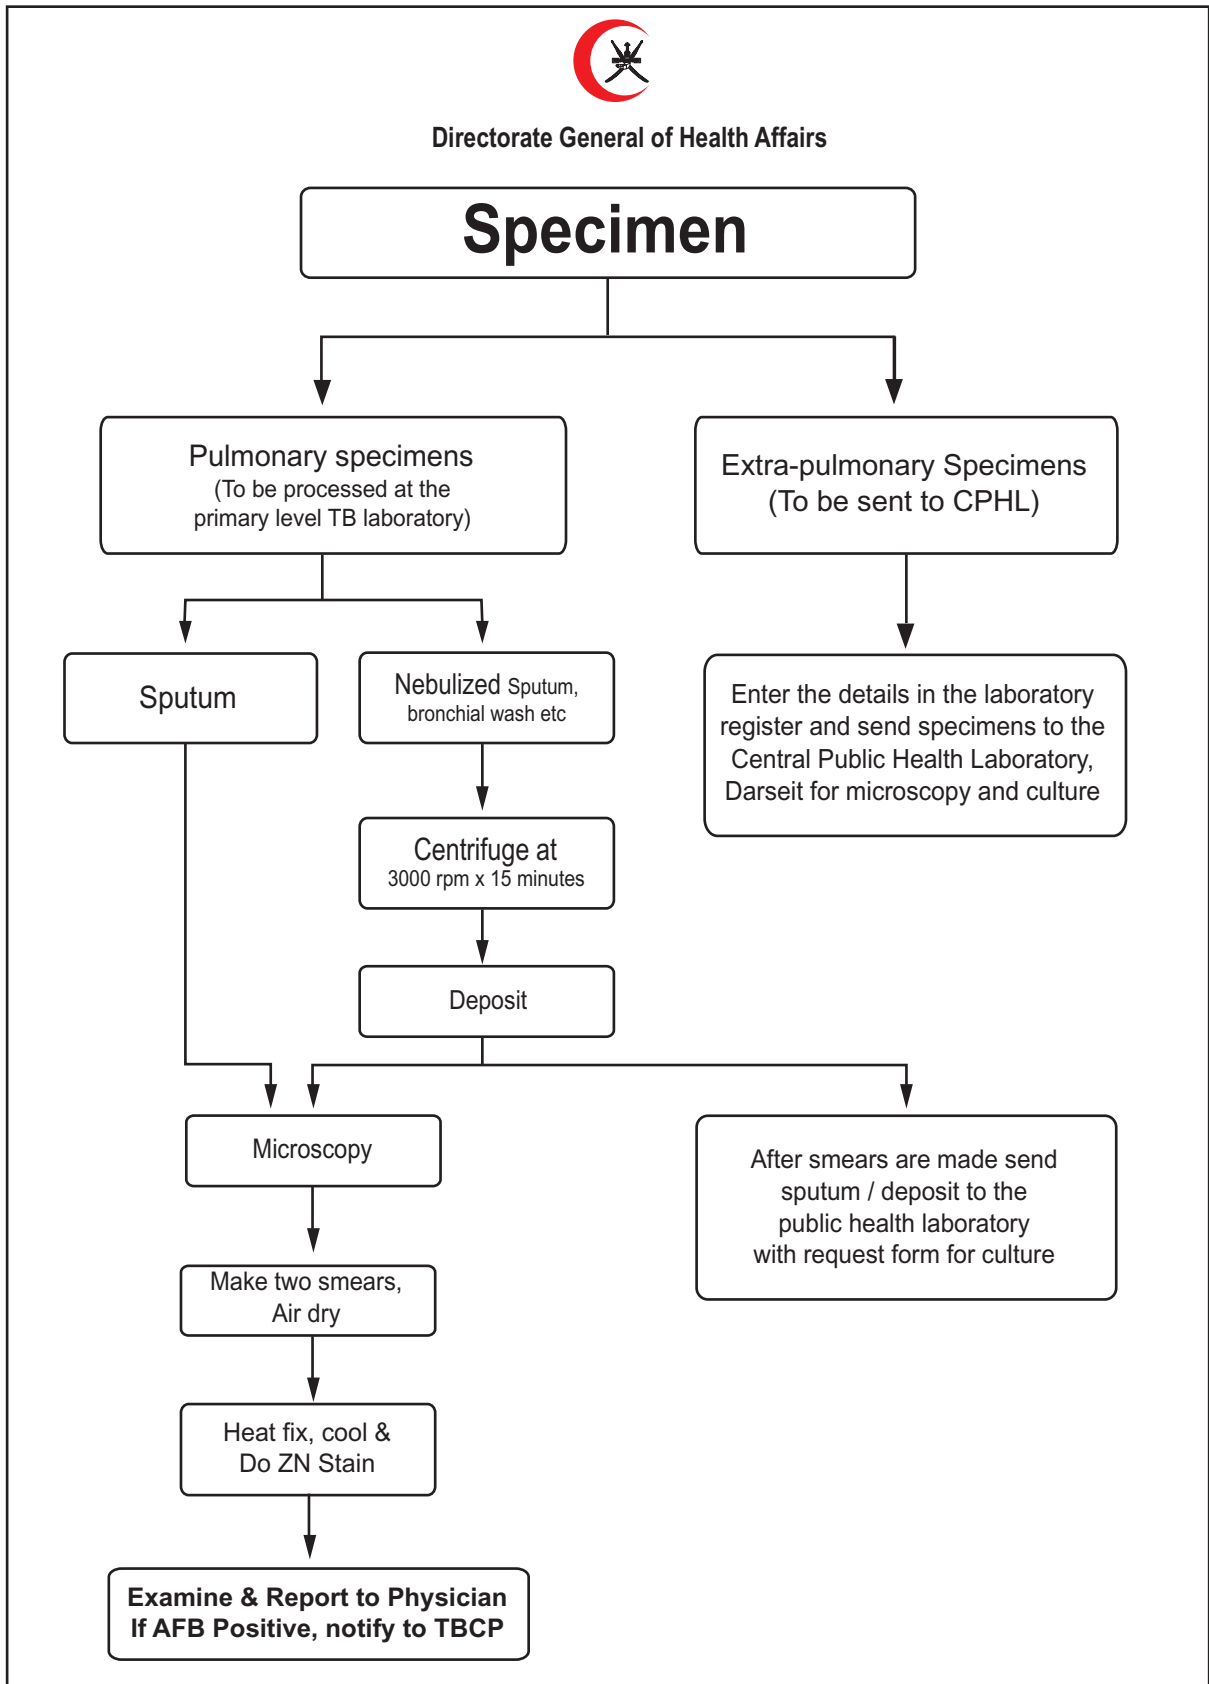 Directorate General of Health Affairs
Specimen
Pulmonary specimens
(To be processed at the
primary level TB laboratory)
Extra-pulmonary Specimens
(To be sent to CPHL)
Sputum
Nebulized Sputum,
bronchial wash etc
Enter the details in the laboratory
register and send specimens to the
Central Public Health Laboratory,
Darseit for microscopy and culture
Centrifuge at
3000 rpm x 15 minutes
Deposit
Microscopy
After smears are made send
sputum / deposit to the
public health laboratory
with request form for culture
Make two smears,
Air dry
Heat fix, cool &
Do ZN Stain
Examine & Report to Physician
If AFB Positive, notify to TBCP